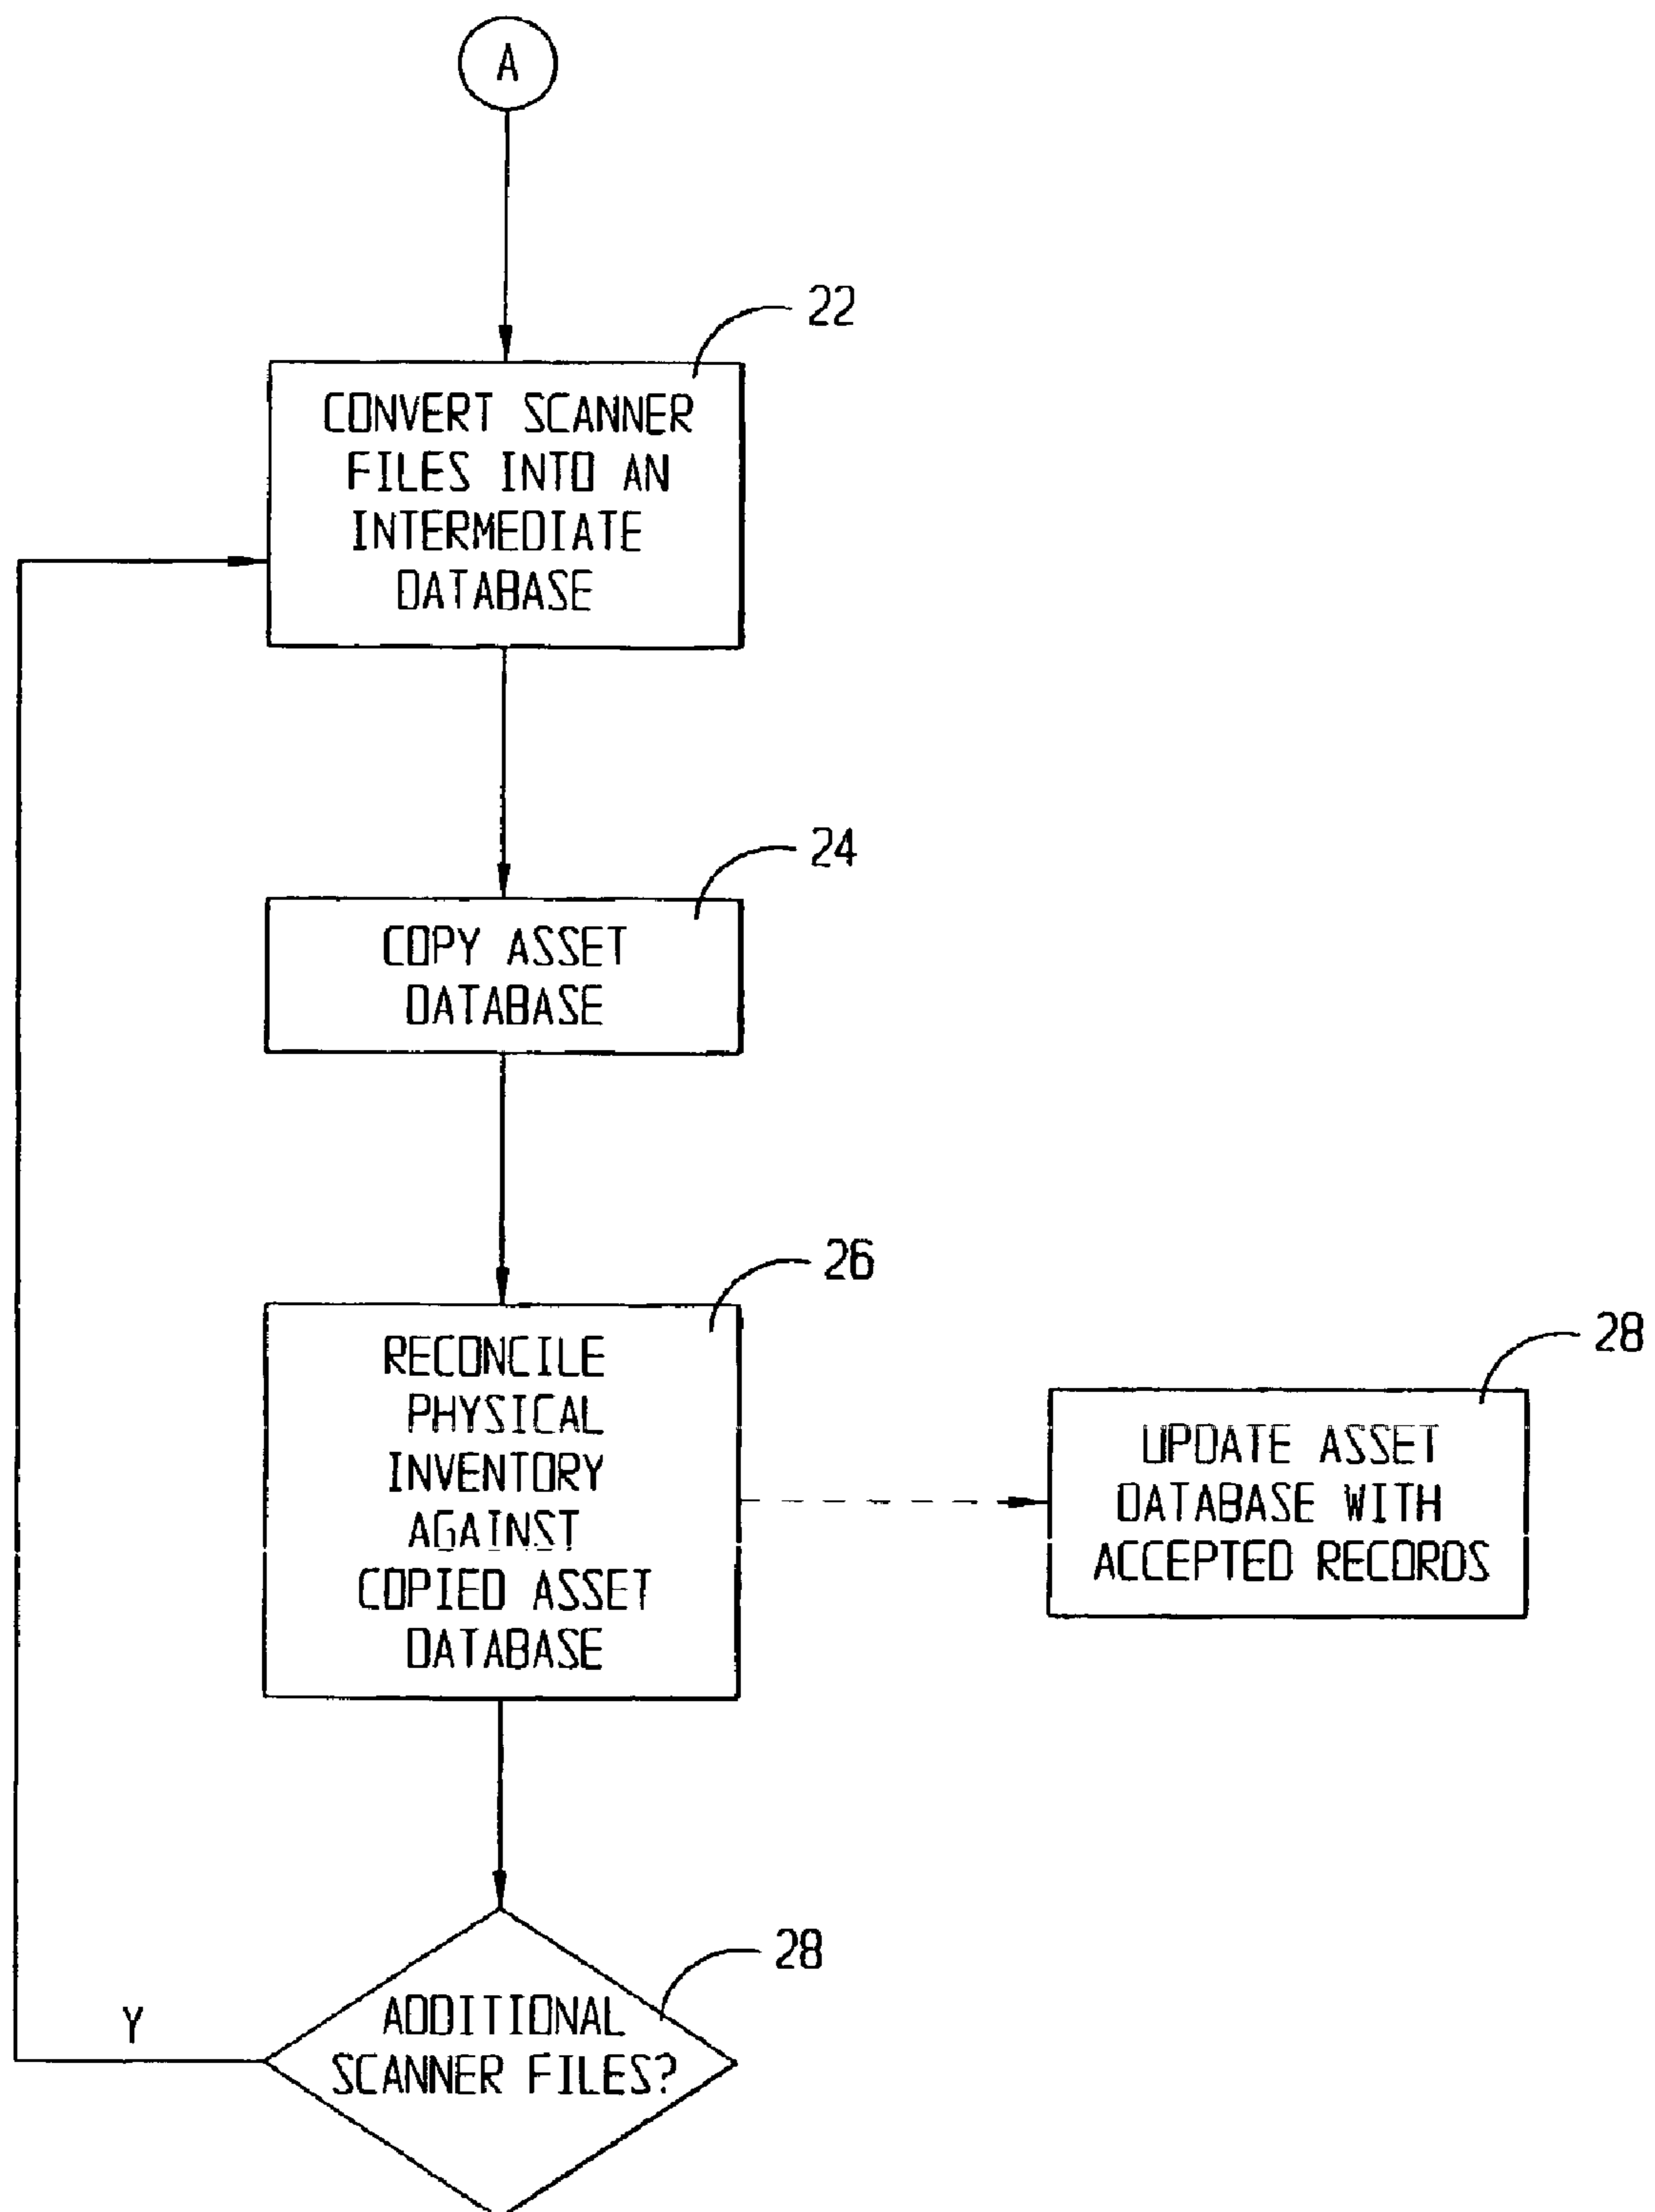 A
22
CONVERT SCANNER
FILES INTO AN
INTERMEDIATE
DATABASE
24
COPY ASSET
DATABASE
26
RECONCILE
PHYSICAL
INVENTORY
AGAINST
COPIED ASSET
DATABASE
28
UPDATE ASSET
DATABASE WITH
ACCEPTED RECORDS
28
ADDITIONAL
SCANNER FILES?
Y